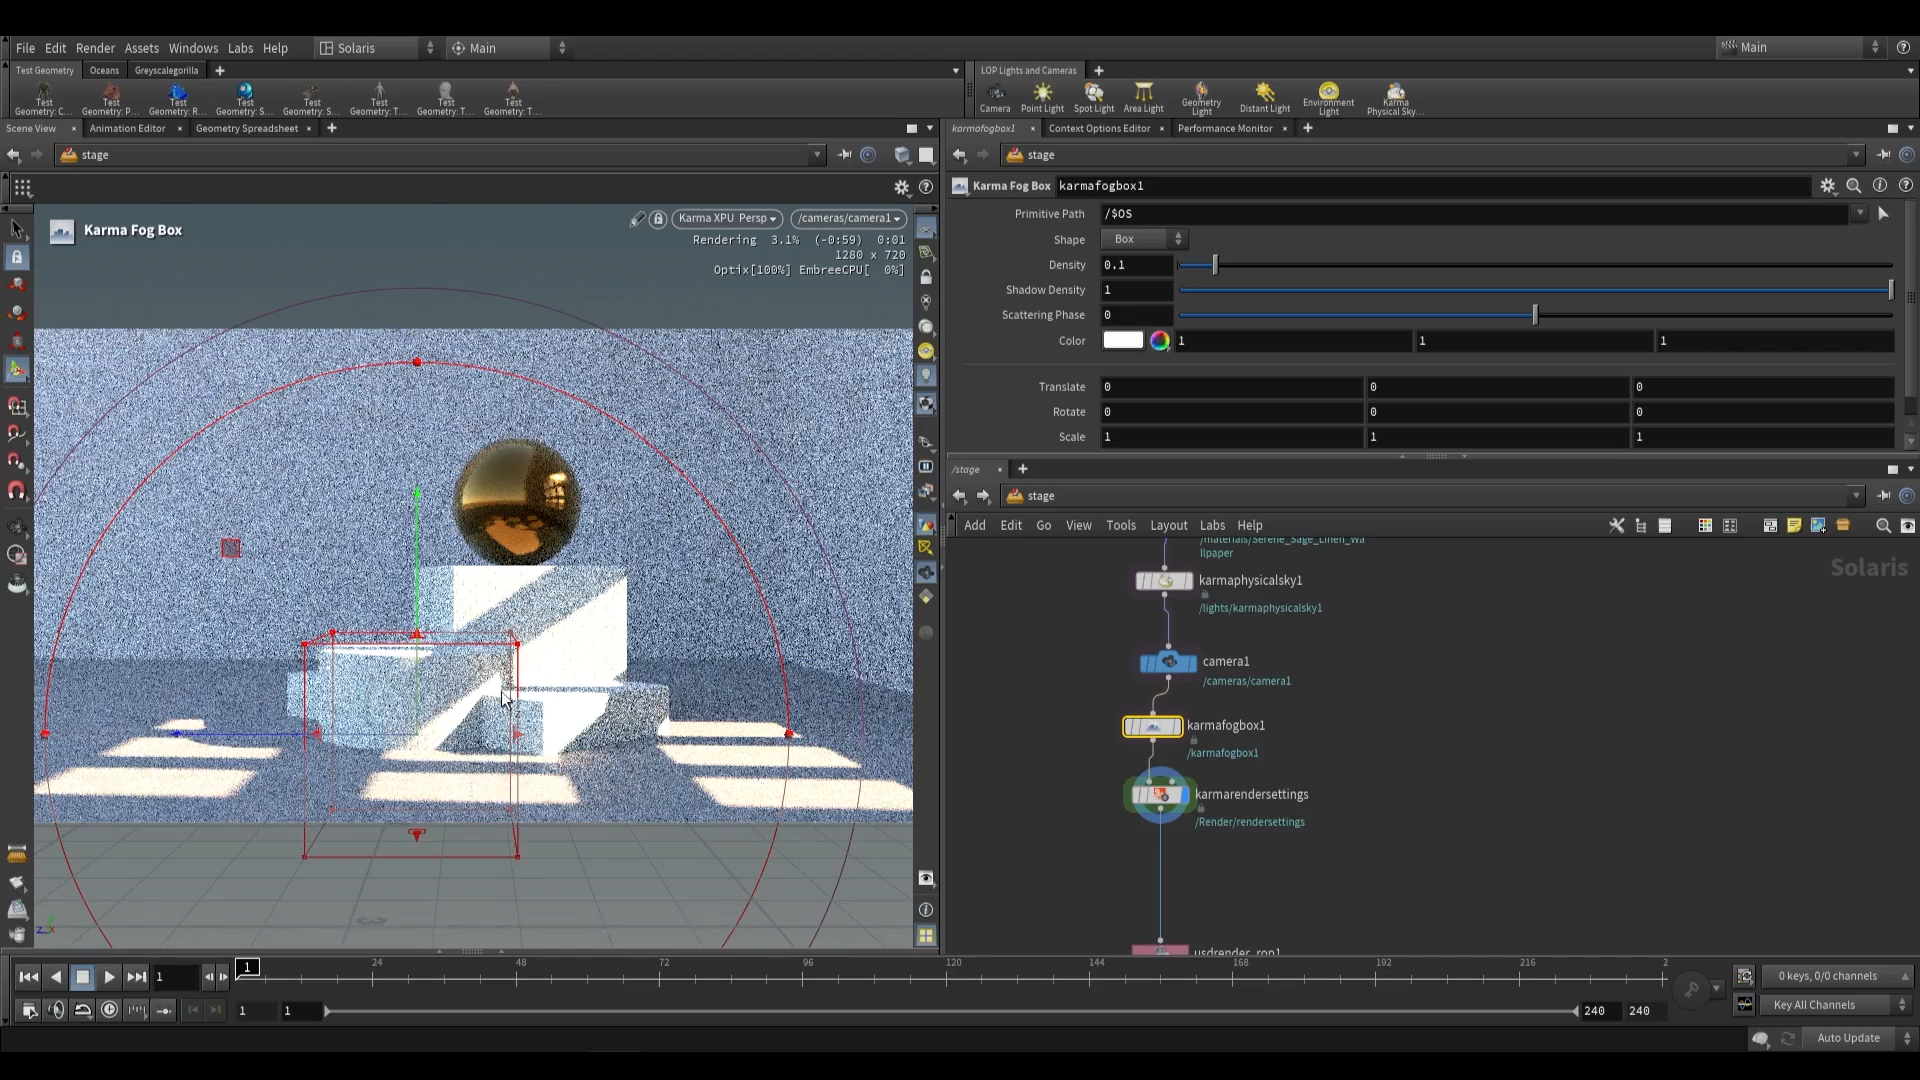 File Edit Render Assets Windows Labs Help Solaris Main Main
Test Geometry Oceans Greyscalegorilla LOP Lights and Cameras
Test Geometry: C... Test Geometry: P... Test Geometry: R... Test Geometry: S... Test Geometry: S... Test Geometry: T... Test Geometry: T... Test Geometry: T...
Camera Point Light Spot Light Area Light Geometry Light Distant Light Environment Light Karma Physical Sky...
Scene View Animation Editor Geometry Spreadsheet
karmafogbox1 Context Options Editor Performance Monitor
stage
stage
Karma Fog Box karmafogbox1
Primitive Path /$OS
Shape Box
Density 0.1
Shadow Density 1
Scattering Phase 0
Color 1 1 1
Translate 0 0 0
Rotate 0 0 0
Scale 1 1 1
Karma Fog Box
Karma XPU Persp /cameras/camera1
Rendering 3.1% (-0:59) 0:01
1280 x 720
Optix[100%] EmbreeCPU[ 0%]
/stage
stage
Add Edit Go View Tools Layout Labs Help
/materials/Serene_Sage_Linen_Wa
llpaper
Solaris
karmaphysicalsky1
/lights/karmaphysicalsky1
camera1
/cameras/camera1
karmafogbox1
/karmafogbox1
karmarendersettings
/Render/rendersettings
usdrender_rop1
z x
1 1 24 48 72 96 120 144 168 192 216 2
0 keys, 0/0 channels
1 1 240 240
Key All Channels
Auto Update